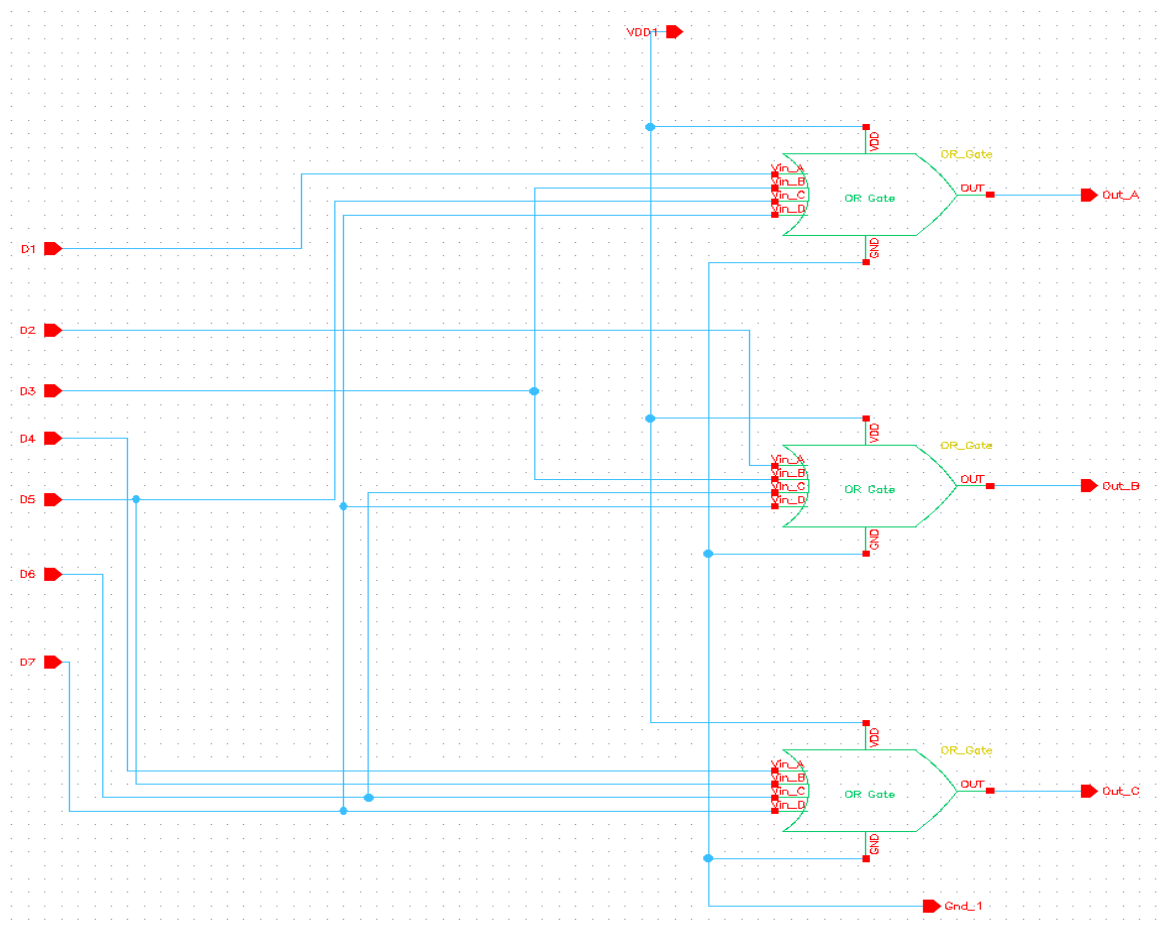 VDD1
VDD
OR_Gate
Vin_A
Vin_B
Vin_C
Vin_D
OR Gate
OUT
Out_A
GND
D1
D2
D3
D4
D5
D6
D7
VDD
OR_Gate
Vin_A
Vin_B
Vin_C
Vin_D
OR Gate
OUT
Out_B
GND
VDD
OR_Gate
Vin_A
Vin_B
Vin_C
Vin_D
OR Gate
OUT
Out_C
GND
Gnd_1